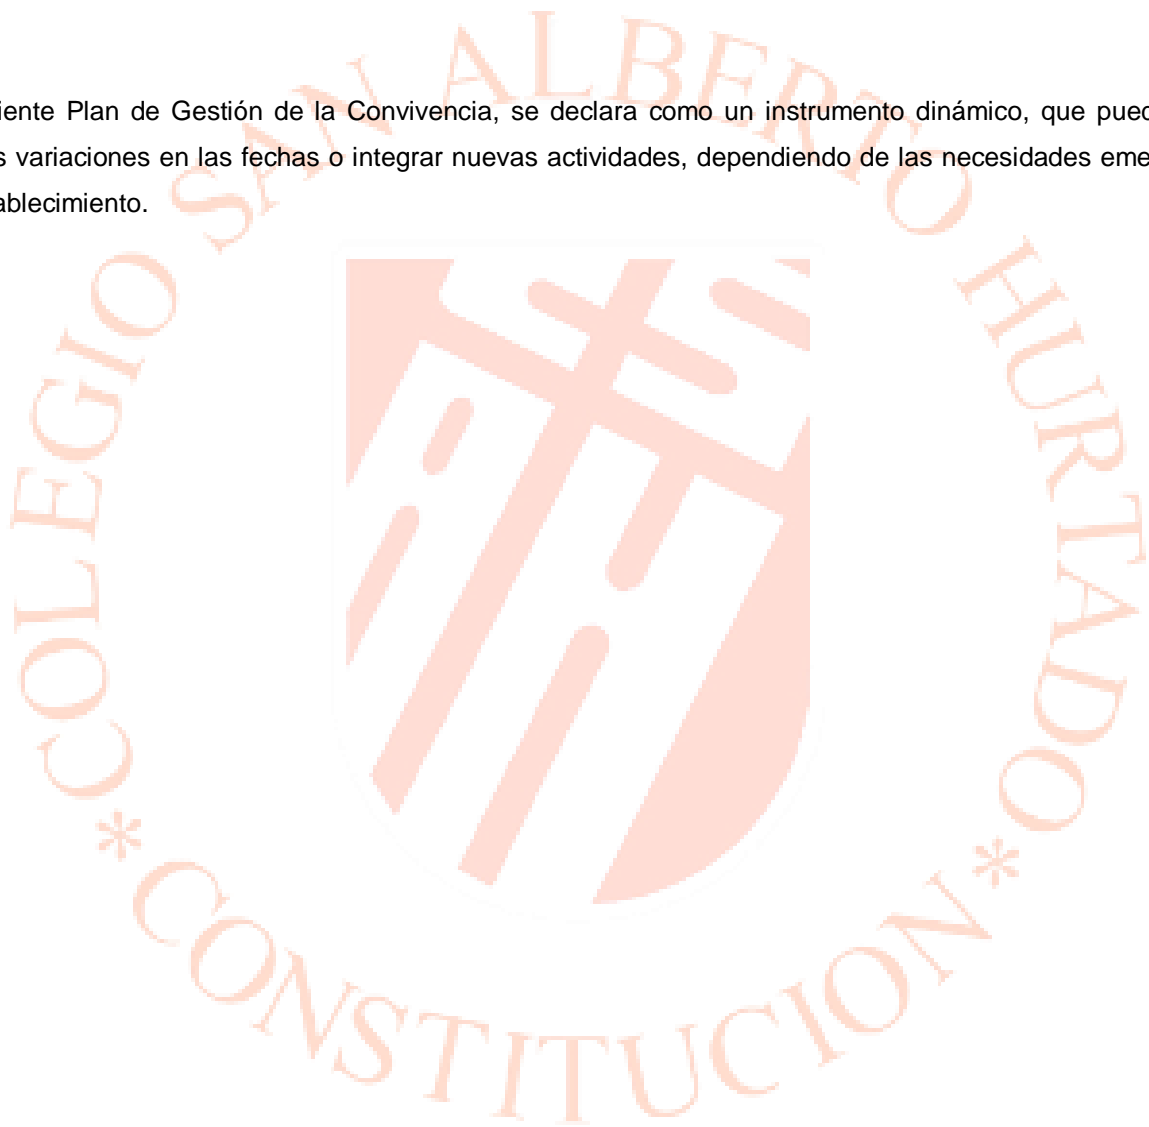 iente Plan de Gestión de la Convivencia, se declara como un instrumento dinámico, que pued
s variaciones en las fechas o integrar nuevas actividades, dependiendo de las necesidades eme
ablecimiento.
COLEGIO SAN ALBERTO HURTADO
* CONSTITUCION *